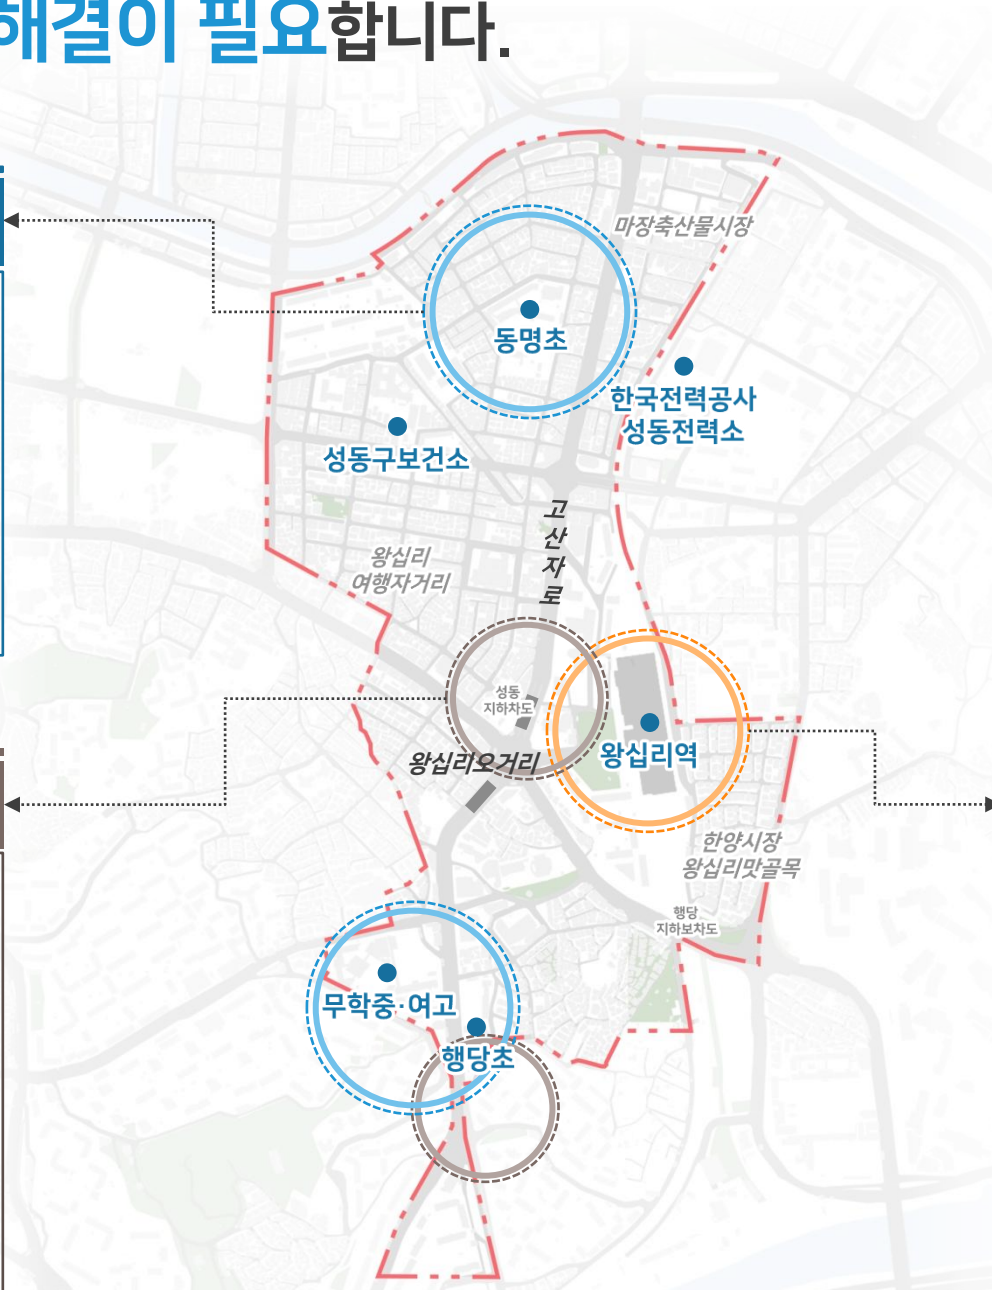 해결이 필요합니다.
마장축산물시장
동명초
한국전력공사
성동전력소
성동구보건소
고
산
자
로
왕십리
여행자거리
성동
지하차도
왕십리오거리
왕십리역
한양시장
왕십리맛골목
행당
지하보차도
무학중·여고
행당초